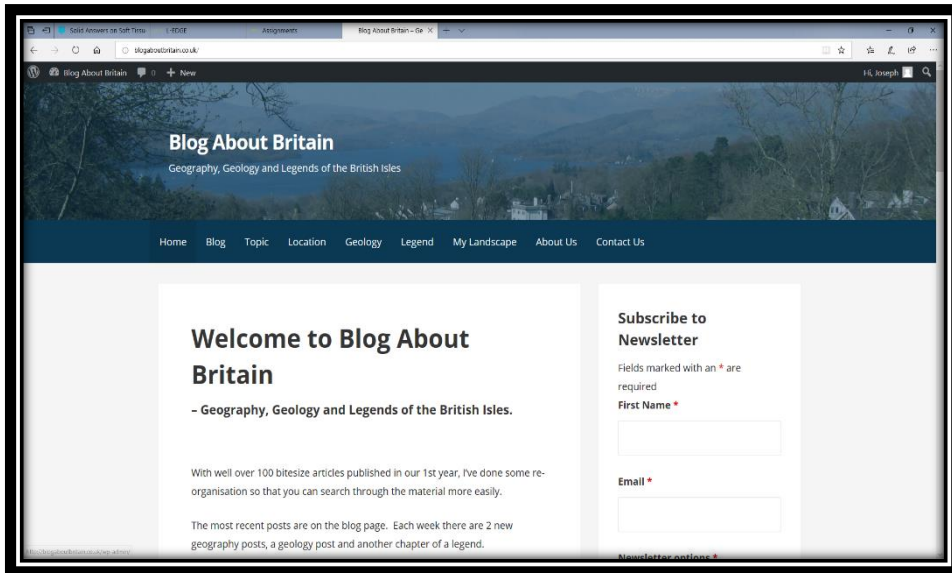 Solid Answers on Soft Tissu
Assignments
Blog About Britain – Ge
blogaboutbritain.co.uk/
Blog About Britain 0 + New
Hi, Joseph
Blog About Britain
Geography, Geology and Legends of the British Isles
Home Blog Topic Location Geology Legend My Landscape About Us Contact Us
Welcome to Blog About
Britain
– Geography, Geology and Legends of the British Isles.
With well over 100 bitesize articles published in our 1st year, I've done some re-
organisation so that you can search through the material more easily.
The most recent posts are on the blog page. Each week there are 2 new
geography posts, a geology post and another chapter of a legend.
Subscribe to
Newsletter
Fields marked with an * are
required
First Name *
Email *
Newsletter options *